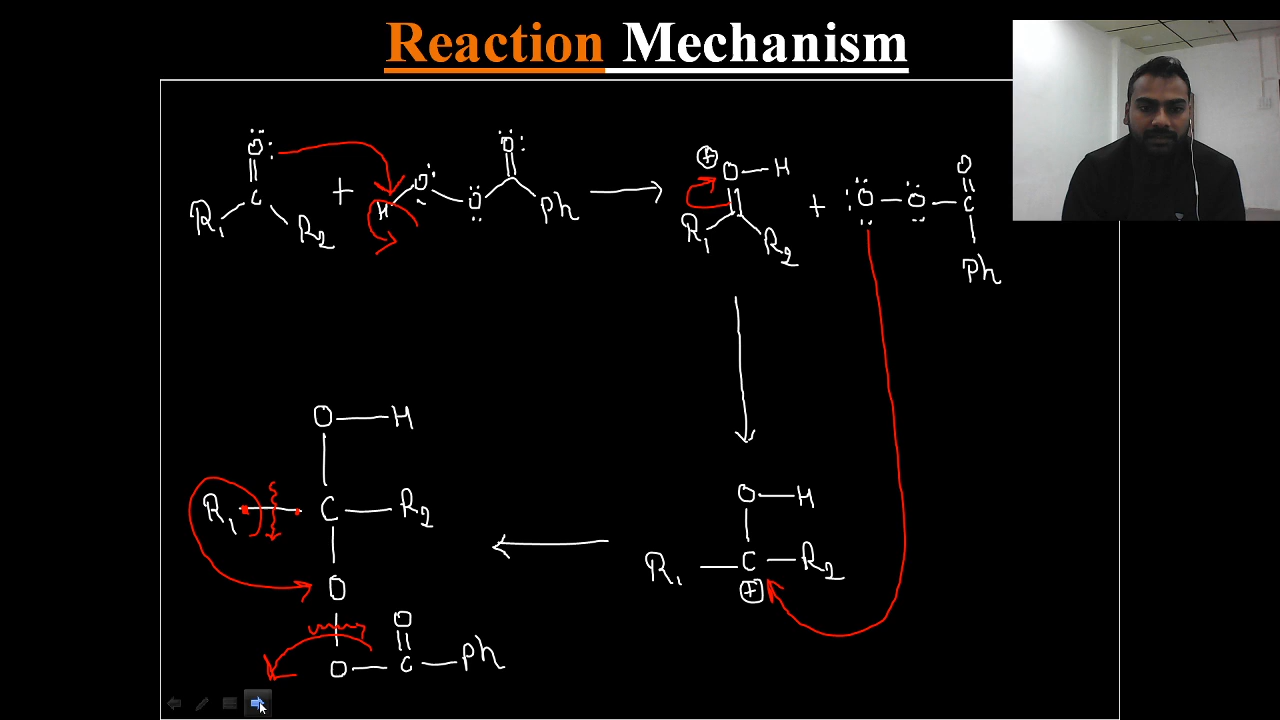 Reaction Mechanism
O
C
R₁
R₂
+
H
O
O
O
Ph
⊕
O—H
R₁
R₂
+
O—O—C
O
Ph
O—H
R₁—C—R₂
⊕
O—H
R₁—C—R₂
O
O
O—C—Ph